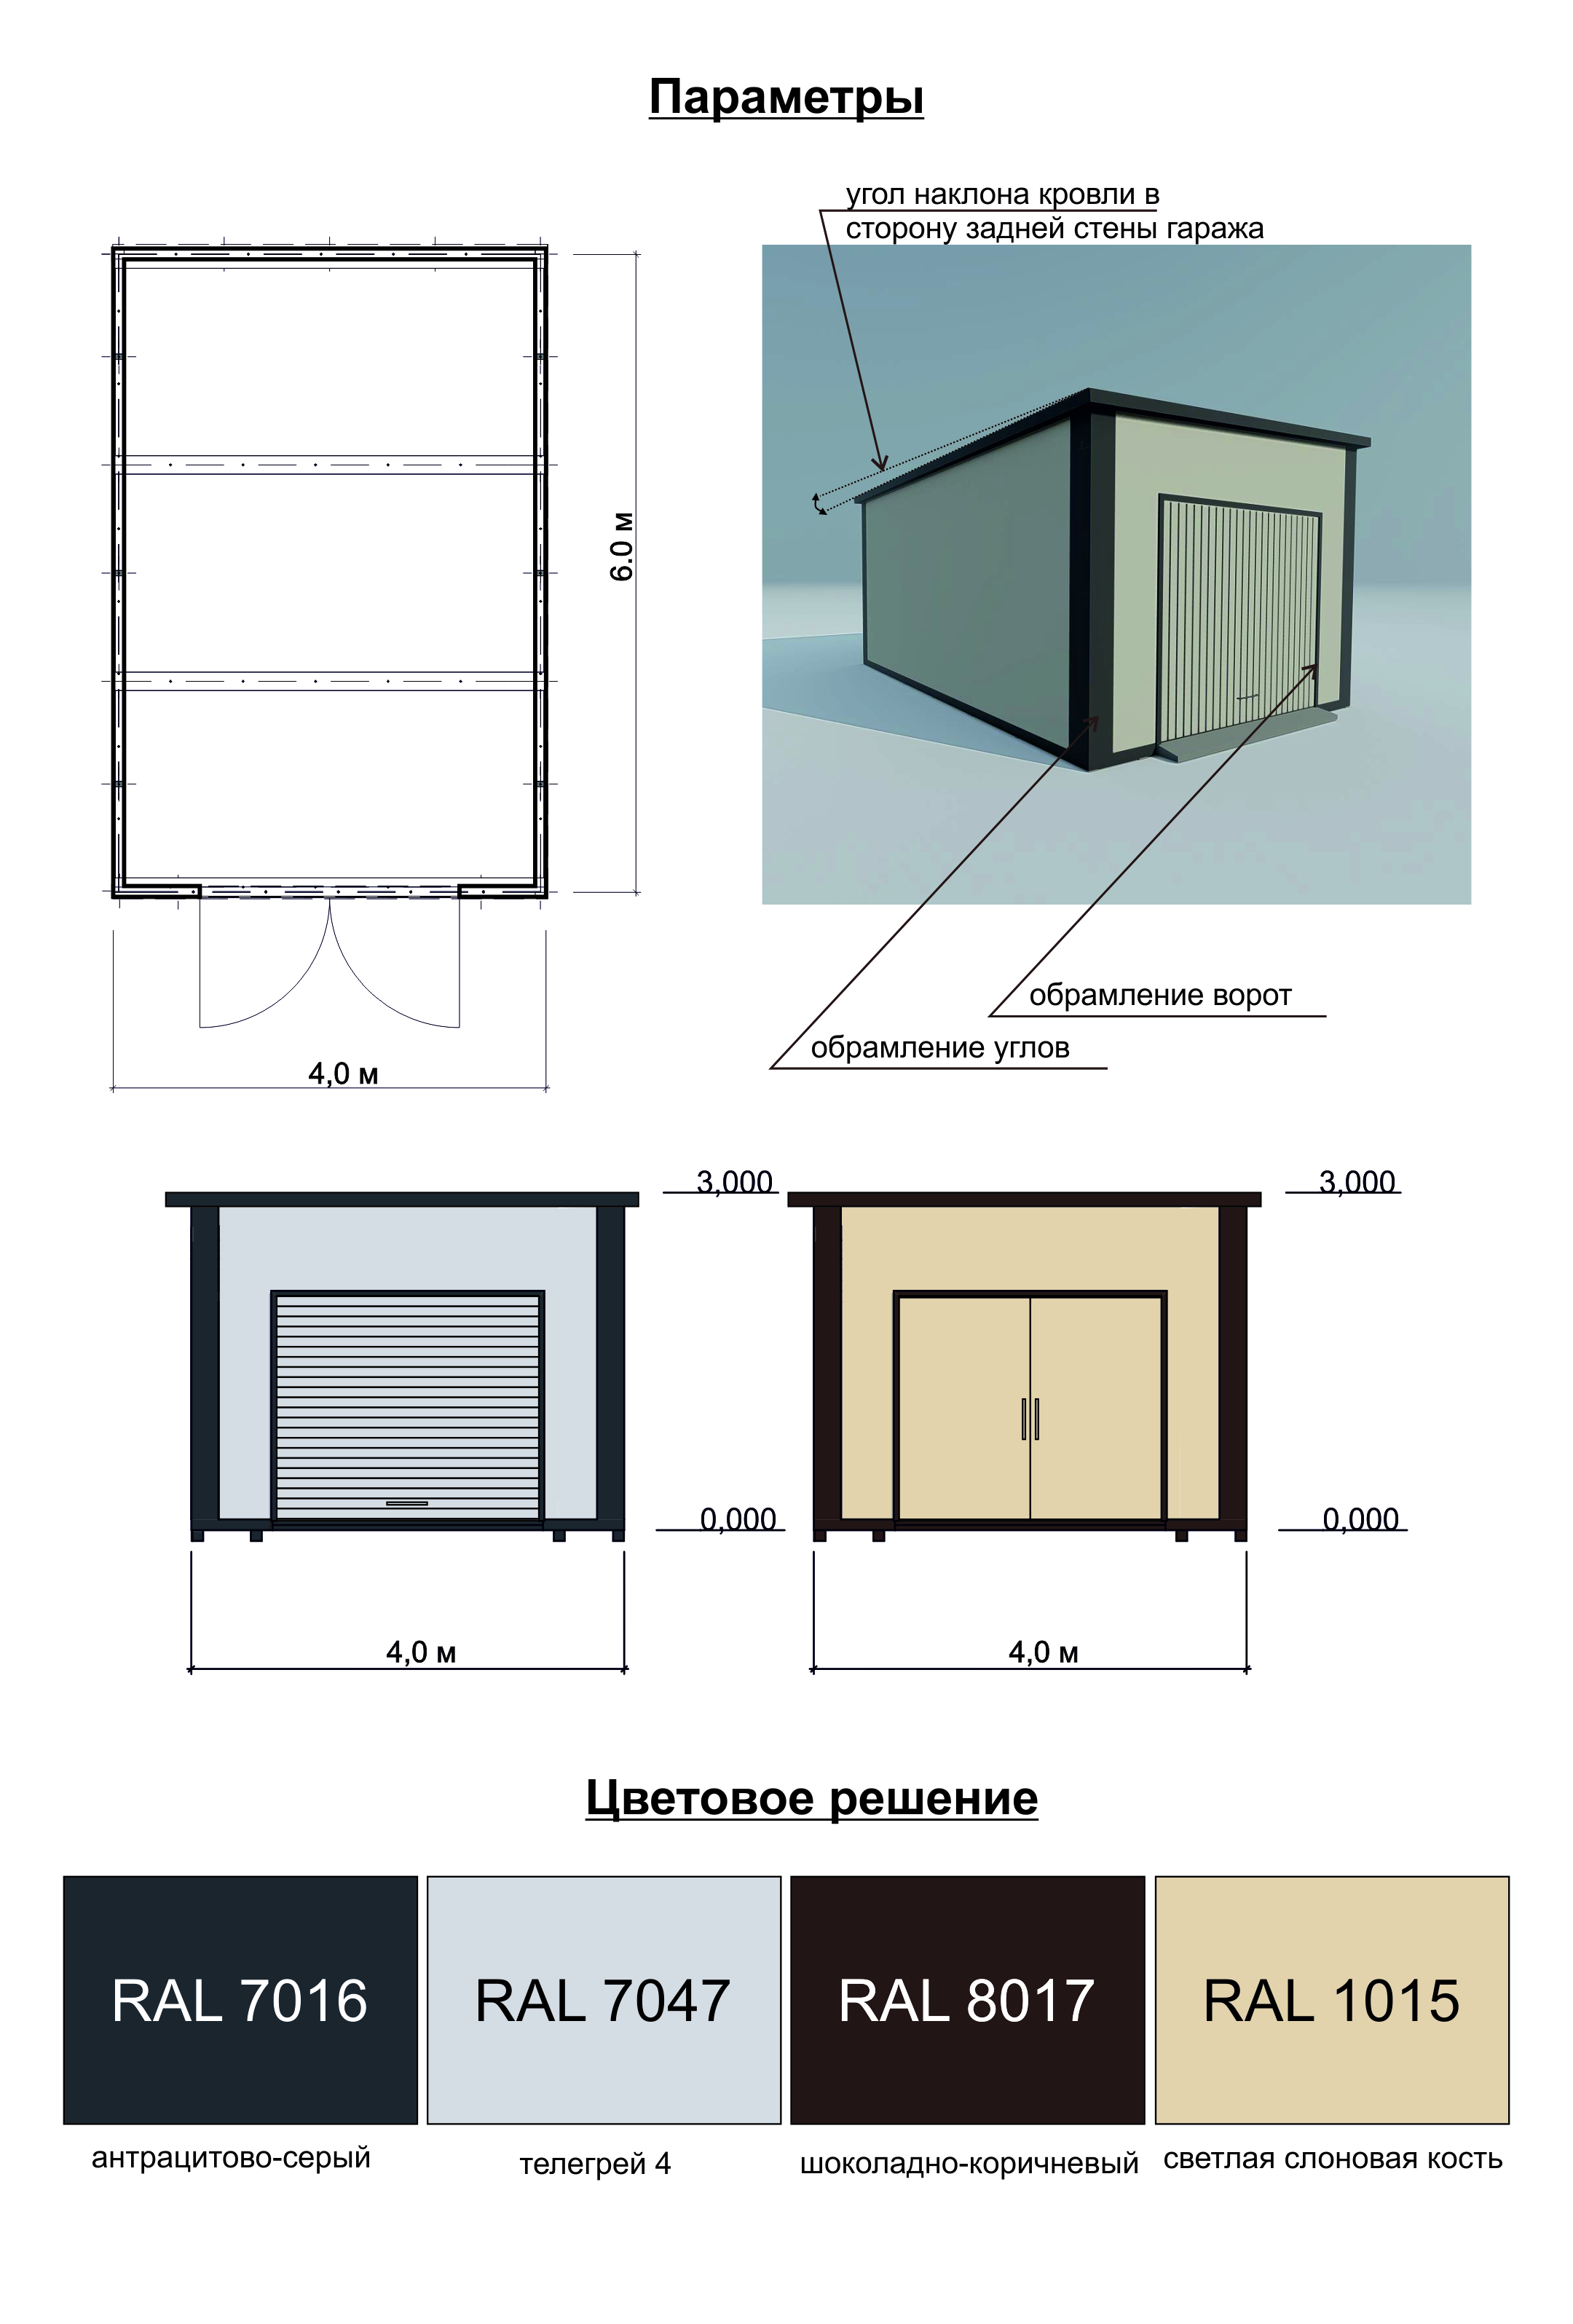 Параметры
угол наклона кровли в
сторону задней стены гаража
6.0 м
обрамление ворот
обрамление углов
4,0 м
3,000
3,000
0,000
0,000
4,0 м
4,0 м
Цветовое решение
RAL 7016
RAL 7047
RAL 8017
RAL 1015
антрацитово-серый
телегрей 4
шоколадно-коричневый
светлая слоновая кость